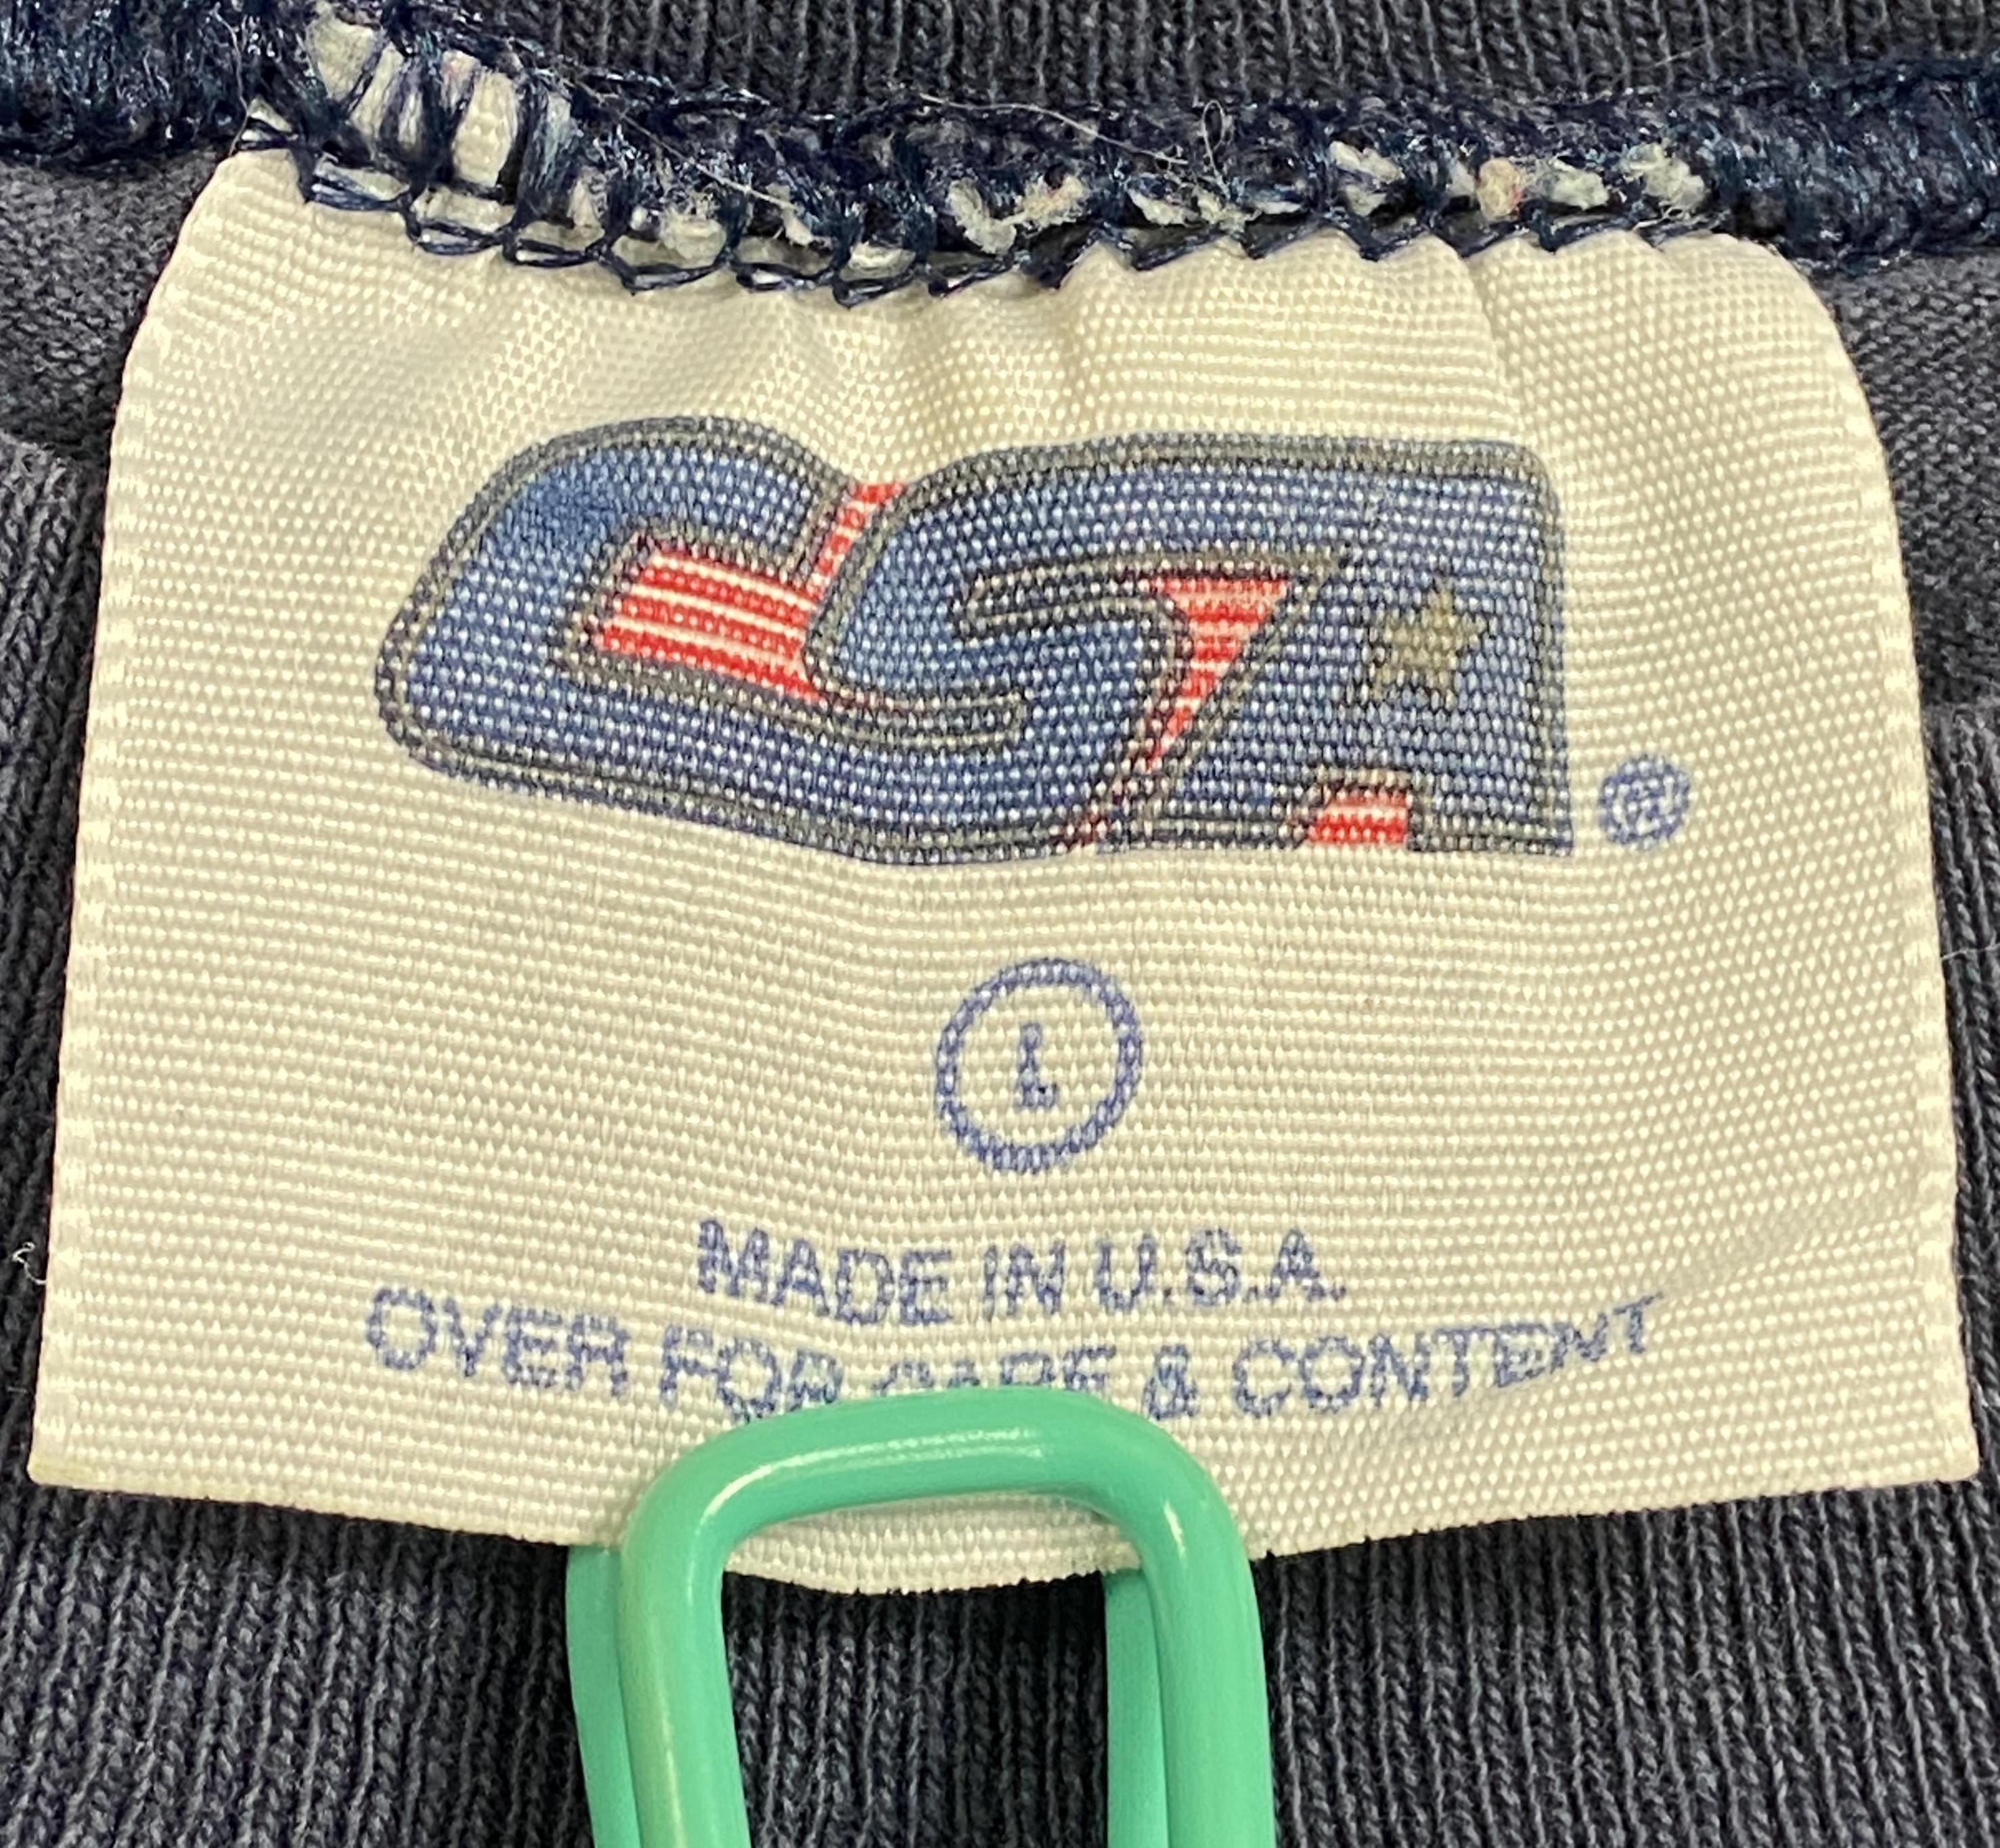 CSA ®
L
MADE IN U.S.A.
OVER FOR CARE & CONTENT